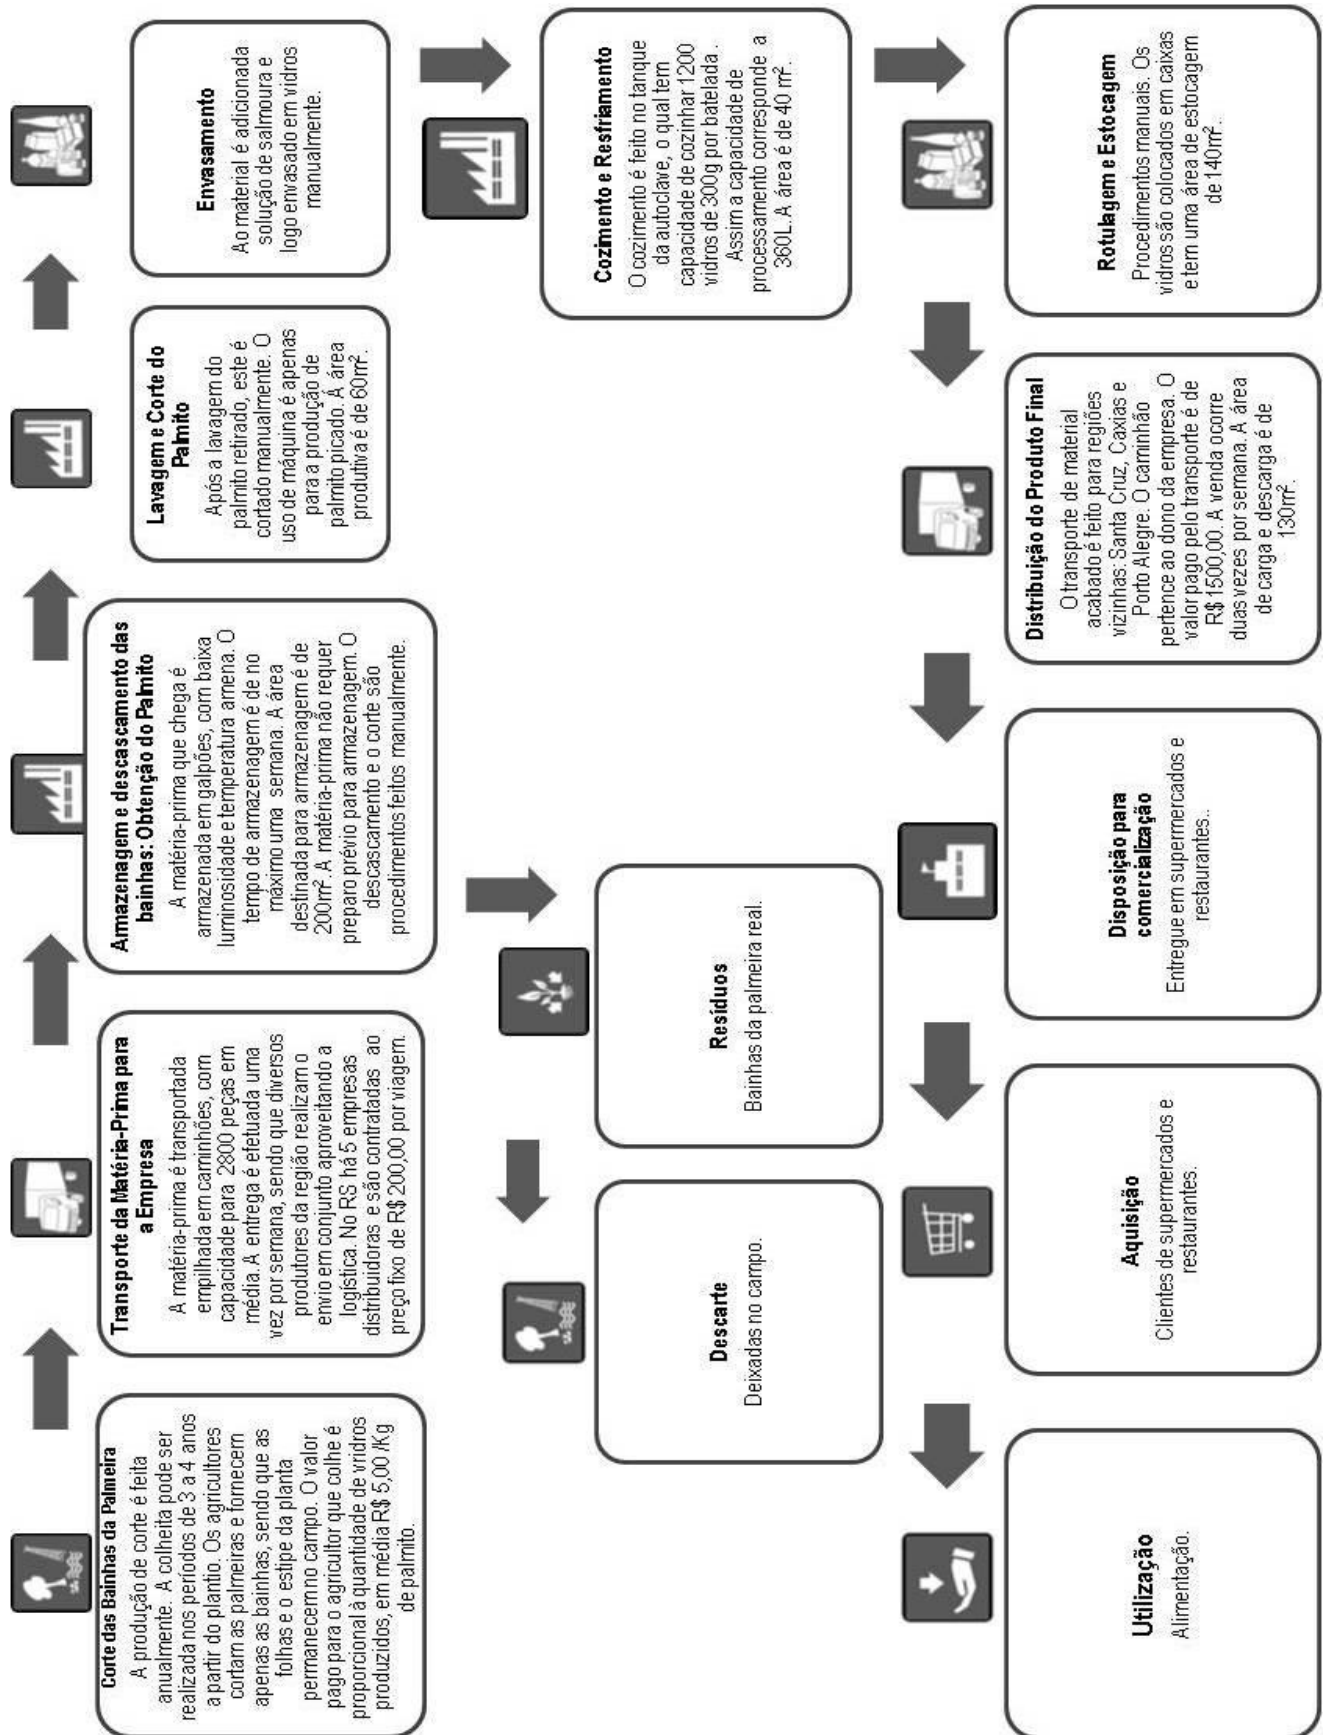 Corte das Bainhas da Palmeira
A produção de corte é feita
anualmente. A colheita pode ser
realizada nos períodos de 3 a 4 anos
a partir do plantio. Os agricultores
cortam as palmeiras e fornecem
apenas as bainhas, sendo que as
folhas e o estipe da planta
permanecem no campo. O valor
pago para o agricultor que colhe é
proporcional à quantidade de vridros
produzidos, em média R$ 5,00 /Kg
de palmito.
Transporte da Matéria-Prima para
a Empresa
A matéria-prima é transportada
empilhada em caminhões, com
capacidade para 2800 peças em
média. A entrega é efetuada uma
vez por semana, sendo que diversos
produtores da região realizam o
envio em conjunto aproveitando a
logística. No RS há 5 empresas
distribuidoras e são contratadas ao
preço fixo de R$ 200,00 por viagem.
Armazenagem e descascamento das
bainhas: Obtenção do Palmito
A matéria-prima que chega é
armazenada em galpões, com baixa
luminosidade e temperatura amena. O
tempo de armazenagem é de no
máximo uma semana. A área
destinada para armazenagem é de
200m². A matéria-prima não requer
preparo prévio para armazenagem. O
descascamento e o corte são
procedimentos feitos manualmente.
Lavagem e Corte do
Palmito
Após a lavagem do
palmito retirado, este é
cortado manualmente. O
uso de máquina é apenas
para a produção de
palmito picado. A área
produtiva é de 60m².
Envasamento
Ao material é adicionada
solução de salmoura e
logo envasado em vidros
manualmente.
Cozimento e Resfriamento
O cozimento é feito no tanque
da autoclave, o qual tem
capacidade de cozinhar 1200
vidros de 300g por batelada .
Assim a capacidade de
processamento corresponde a
360L. A área é de 40 m².
Resíduos
Bainhas da palmeira real.
Descarte
Deixadas no campo.
Rotulagem e Estocagem
Procedimentos manuais. Os
vidros são colocados em caixas
e tem uma área de estocagem
de 140m²..
Distribuição do Produto Final
O transporte de material
acabado é feito para regiões
vizinhas: Santa Cruz, Caxias e
Porto Alegre. O caminhão
pertence ao dono da empresa. O
valor pago pelo transporte é de
R$ 1500,00. A venda ocorre
duas vezes por semana. A área
de carga e descarga é de
130m².
Disposição para
comercialização
Entregue em supermercados e
restaurantes..
Aquisição
Clientes de supermercados e
restaurantes.
Utilização
Alimentação.